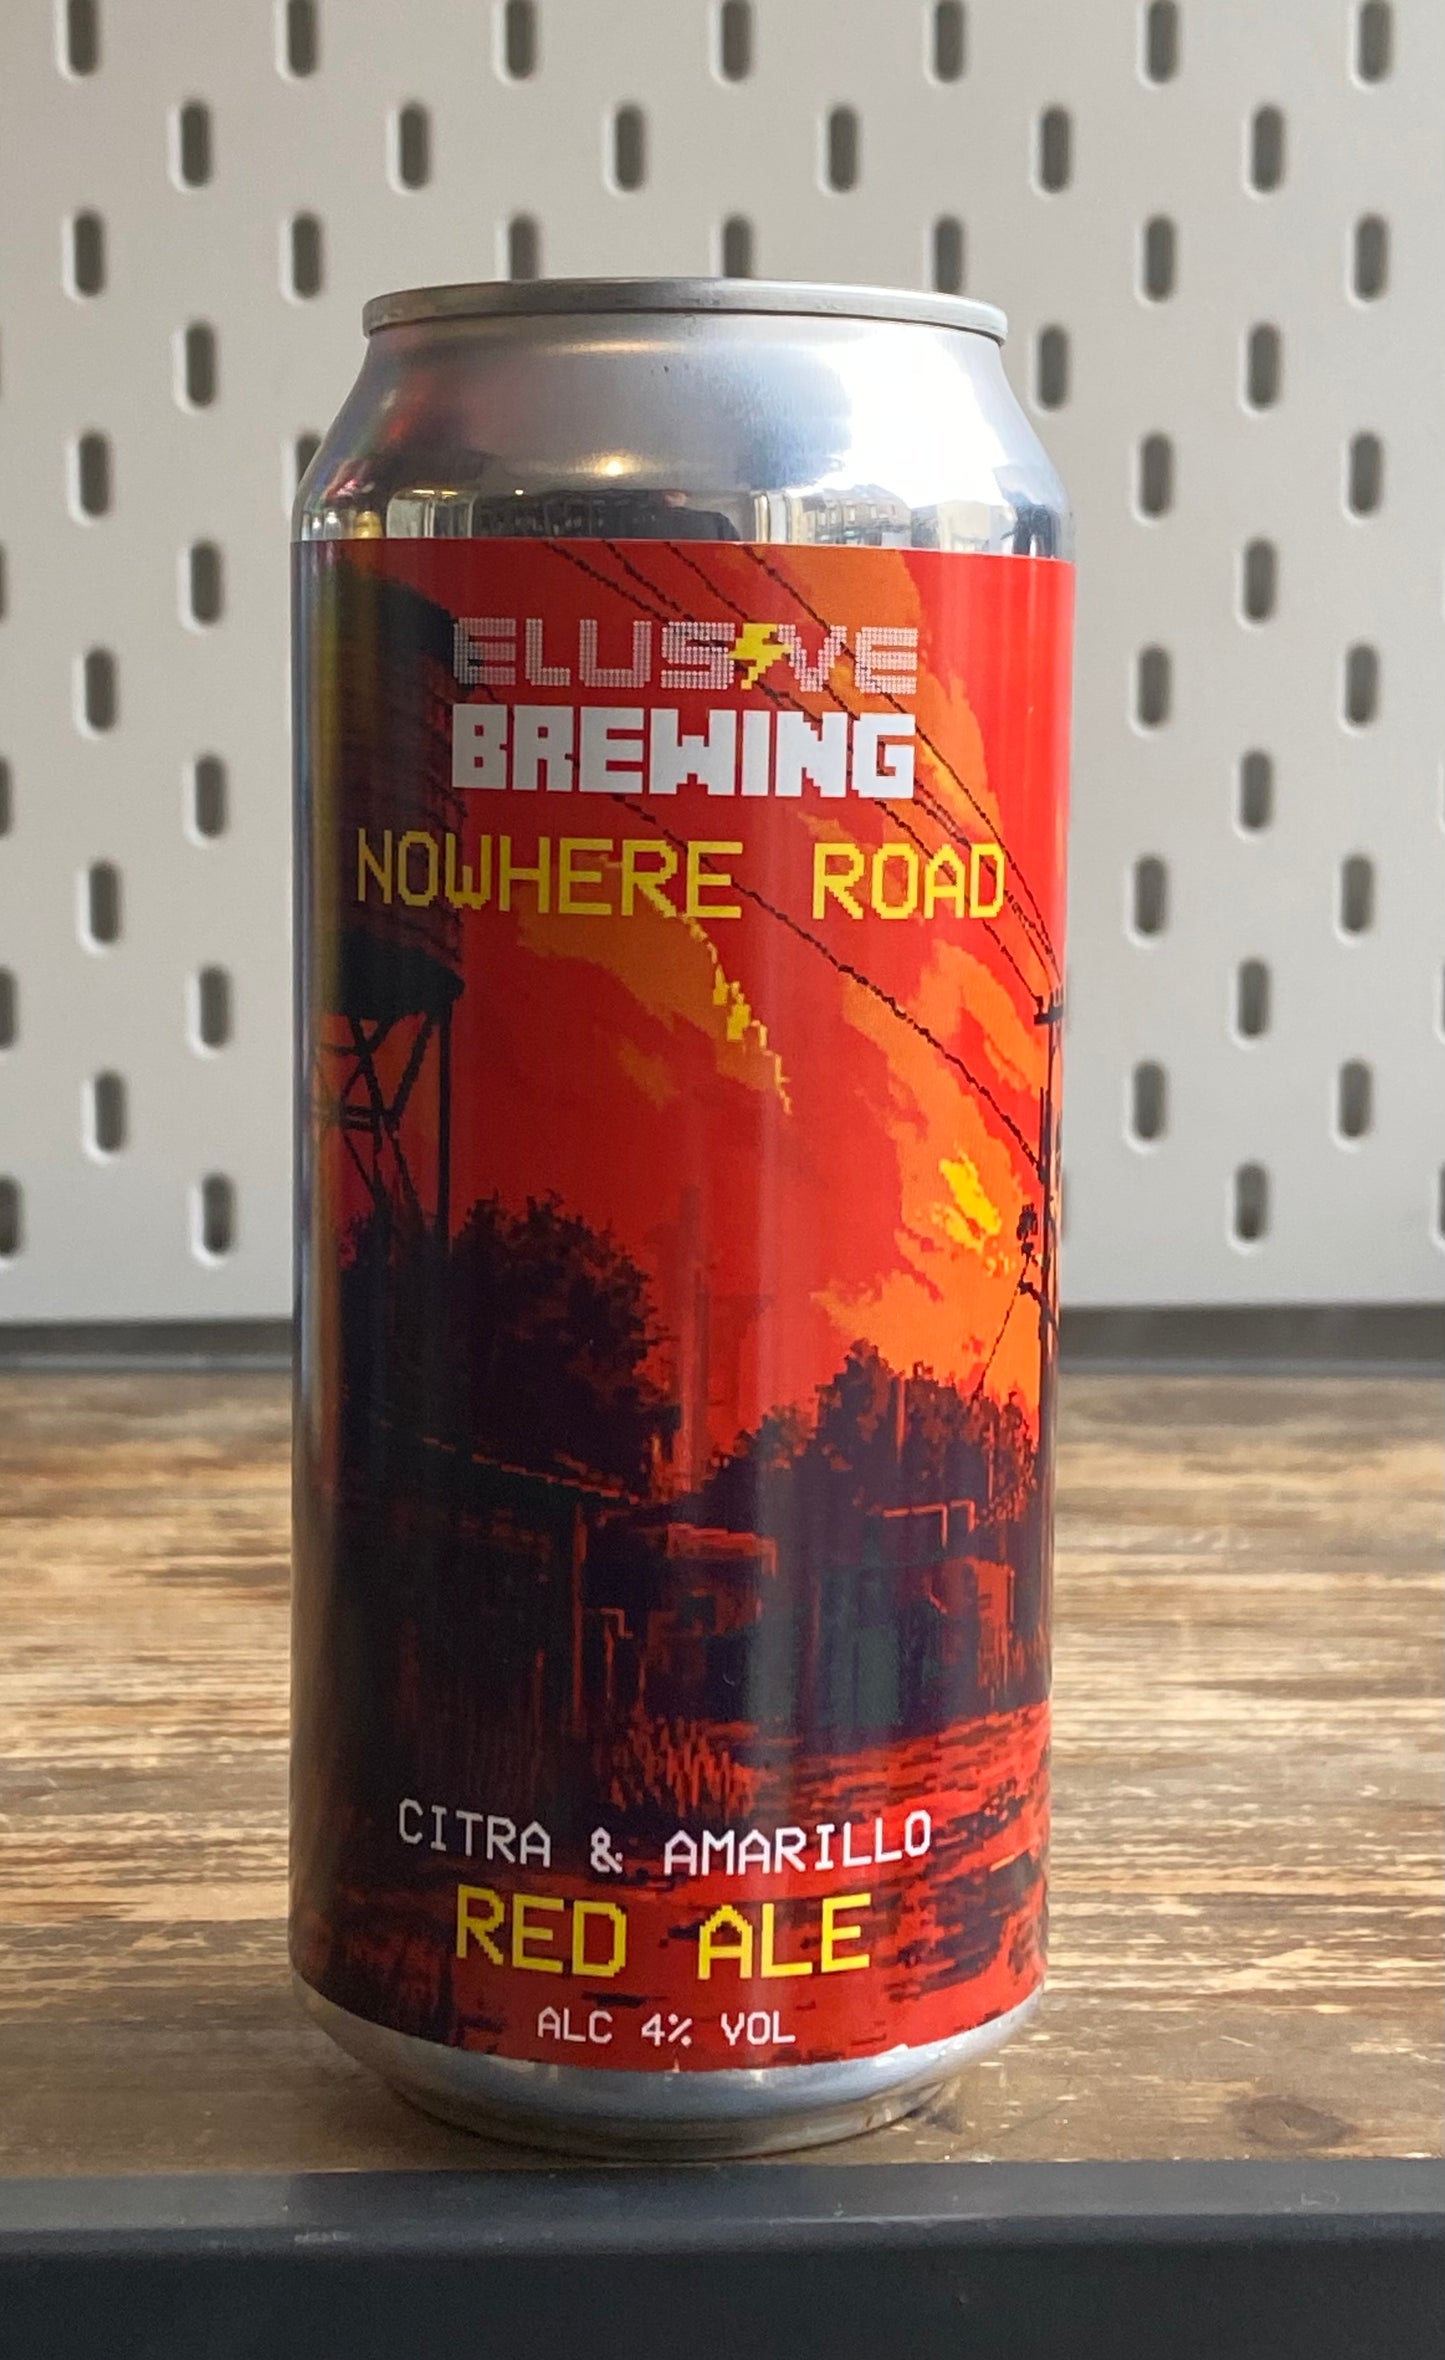 ELUSIVE
BREWING
NOWHERE ROAD
CITRA & AMARILLO
RED ALE
ALC 4% VOL